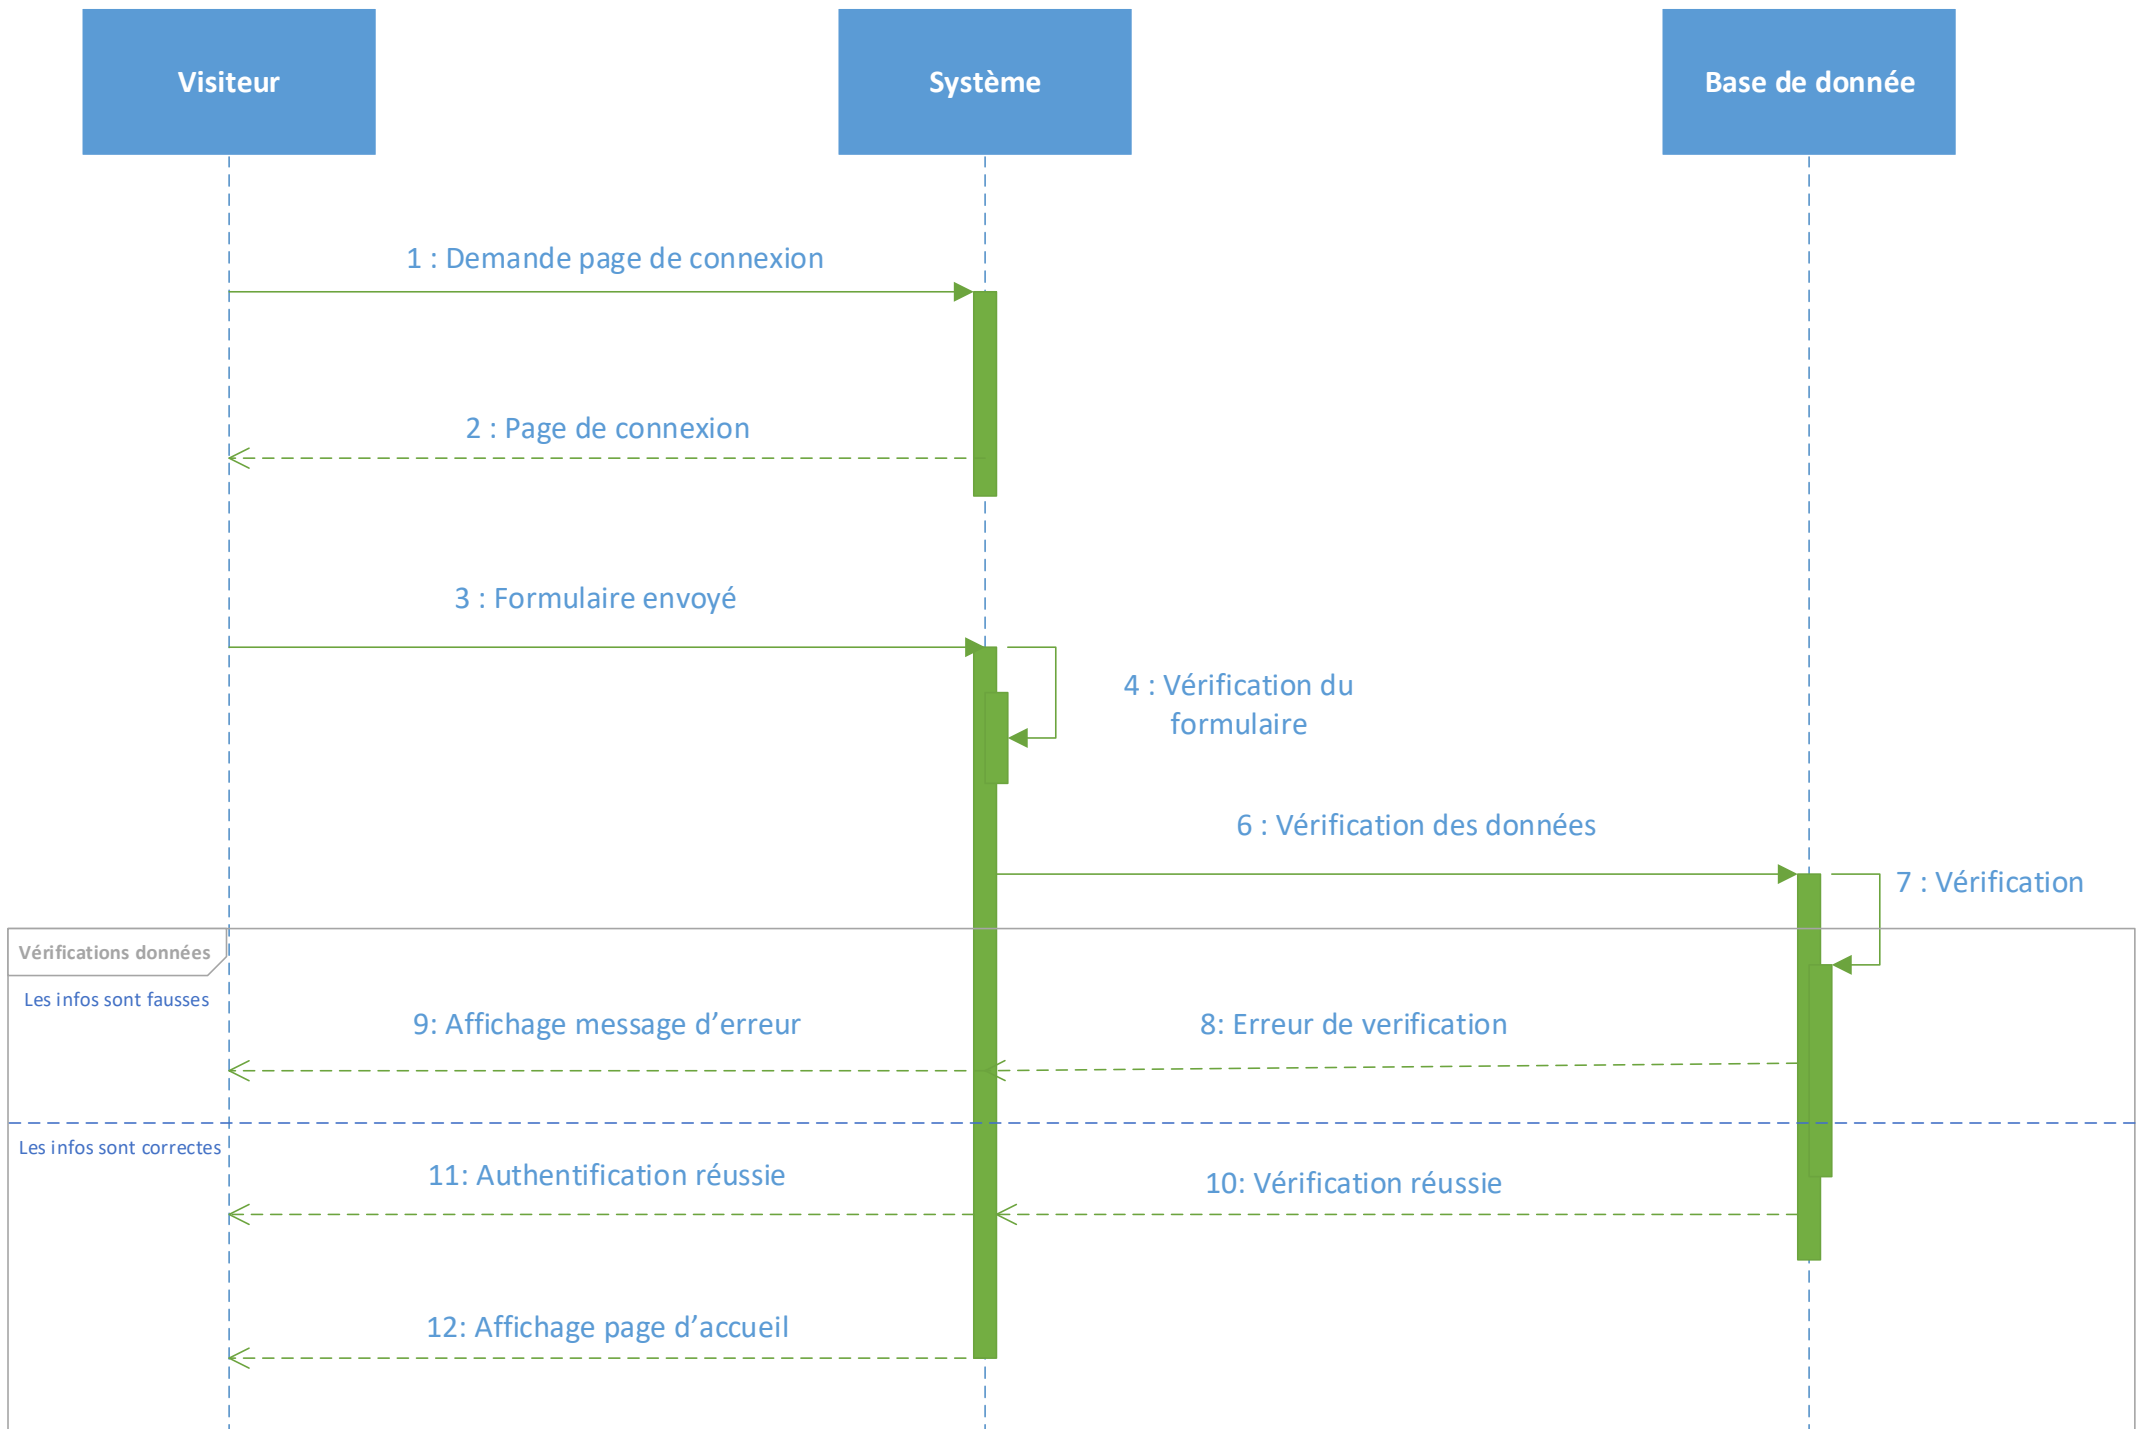 Visiteur
Système
Base de donnée
1 : Demande page de connexion
2 : Page de connexion
3 : Formulaire envoyé
4 : Vérification du
formulaire
6 : Vérification des données
7 : Vérification
Vérifications données
Les infos sont fausses
9: Affichage message d’erreur
8: Erreur de verification
Les infos sont correctes
11: Authentification réussie
10: Vérification réussie
12: Affichage page d’accueil